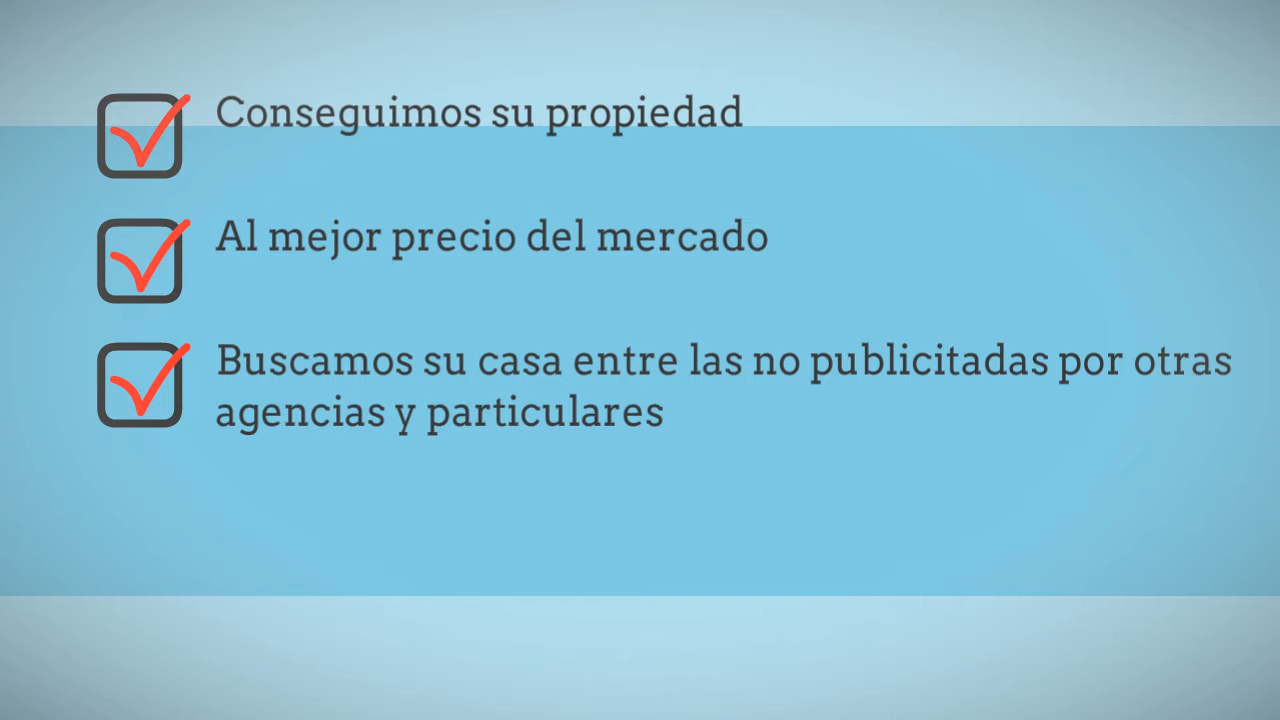 Conseguimos su propiedad
Al mejor precio del mercado
Buscamos su casa entre las no publicitadas por otras
agencias y particulares